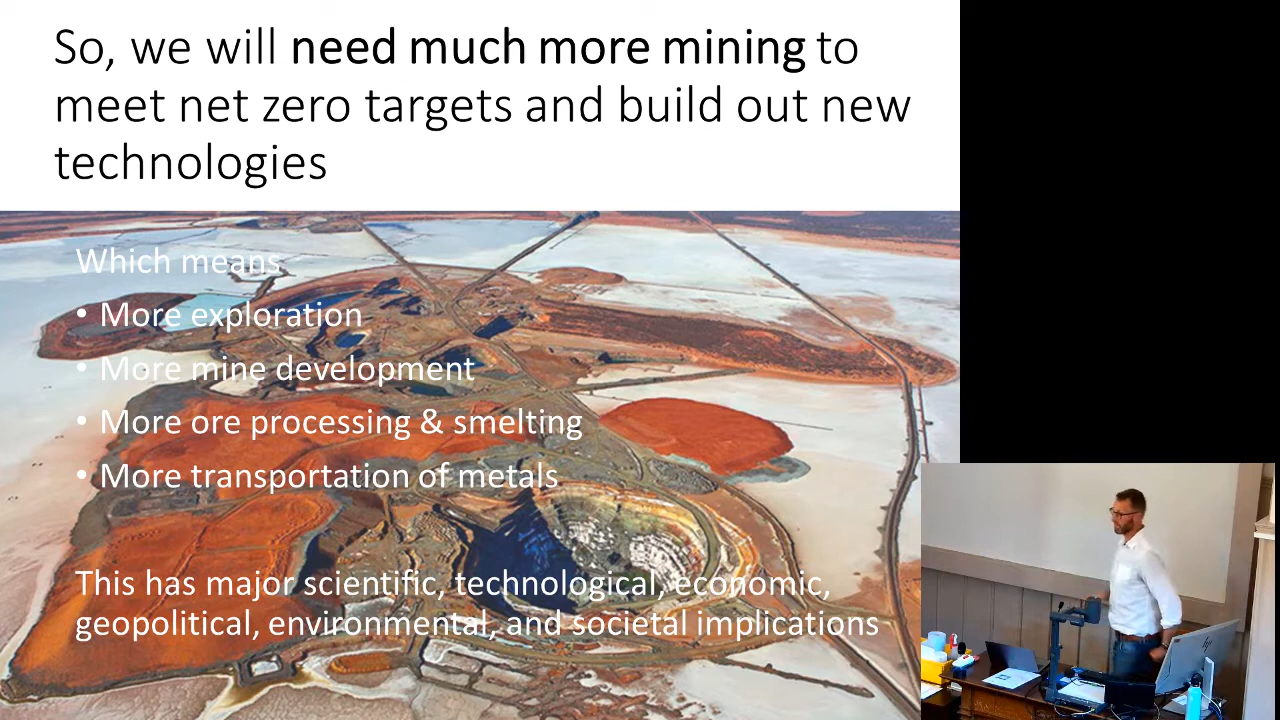 So, we will need much more mining to
meet net zero targets and build out new
technologies
Which means
• More exploration
• More mine development
• More ore processing & smelting
• More transportation of metals
This has major scientific, technological, economic,
geopolitical, environmental, and societal implications
hp